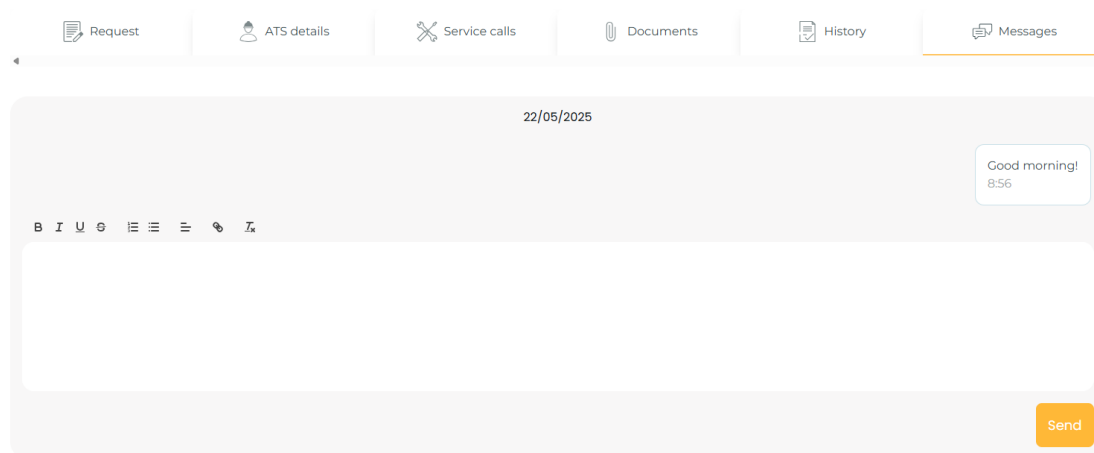 Request ATS details Service calls Documents History Messages
22/05/2025
Good morning!
8:56
B I U S
Send